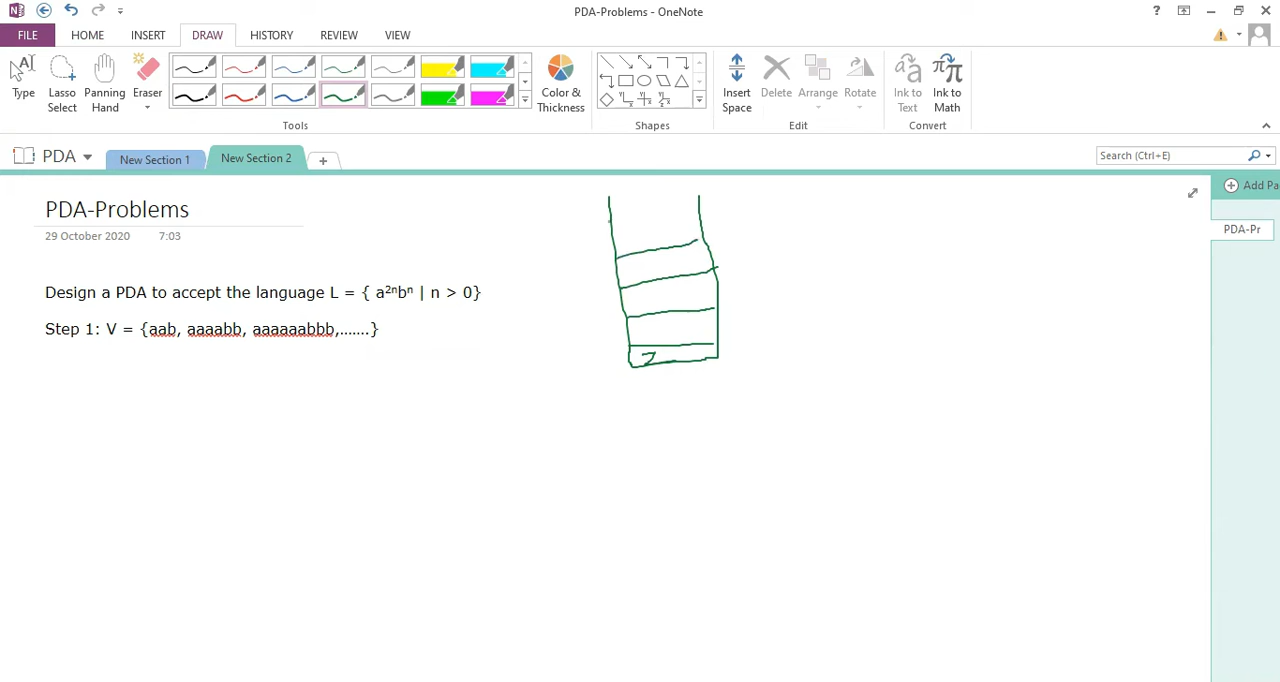 PDA-Problems - OneNote
FILE HOME INSERT DRAW HISTORY REVIEW VIEW
Type
Lasso Select
Panning Hand
Eraser
Color & Thickness
Insert Space
Delete
Arrange
Rotate
Ink to Text
Ink to Math
Tools
Shapes
Edit
Convert
PDA
New Section 1
New Section 2
Search (Ctrl+E)
Add Pa
PDA-Pr
PDA-Problems
29 October 2020 7:03
Design a PDA to accept the language L = { a²ⁿbⁿ | n > 0}
Step 1: V = {aab, aaaabb, aaaaaabbb,.......}
Z